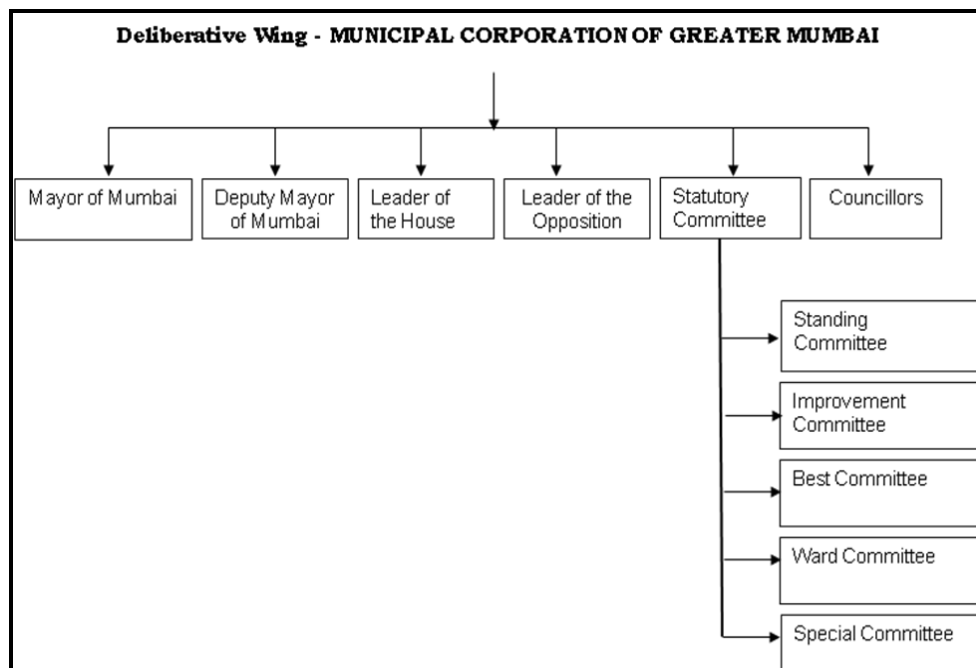 Deliberative Wing - MUNICIPAL CORPORATION OF GREATER MUMBAI
Mayor of Mumbai
Deputy Mayor
of Mumbai
Leader of
the House
Leader of the
Opposition
Statutory
Committee
Councillors
Standing
Committee
Improvement
Committee
Best Committee
Ward Committee
Special Committee